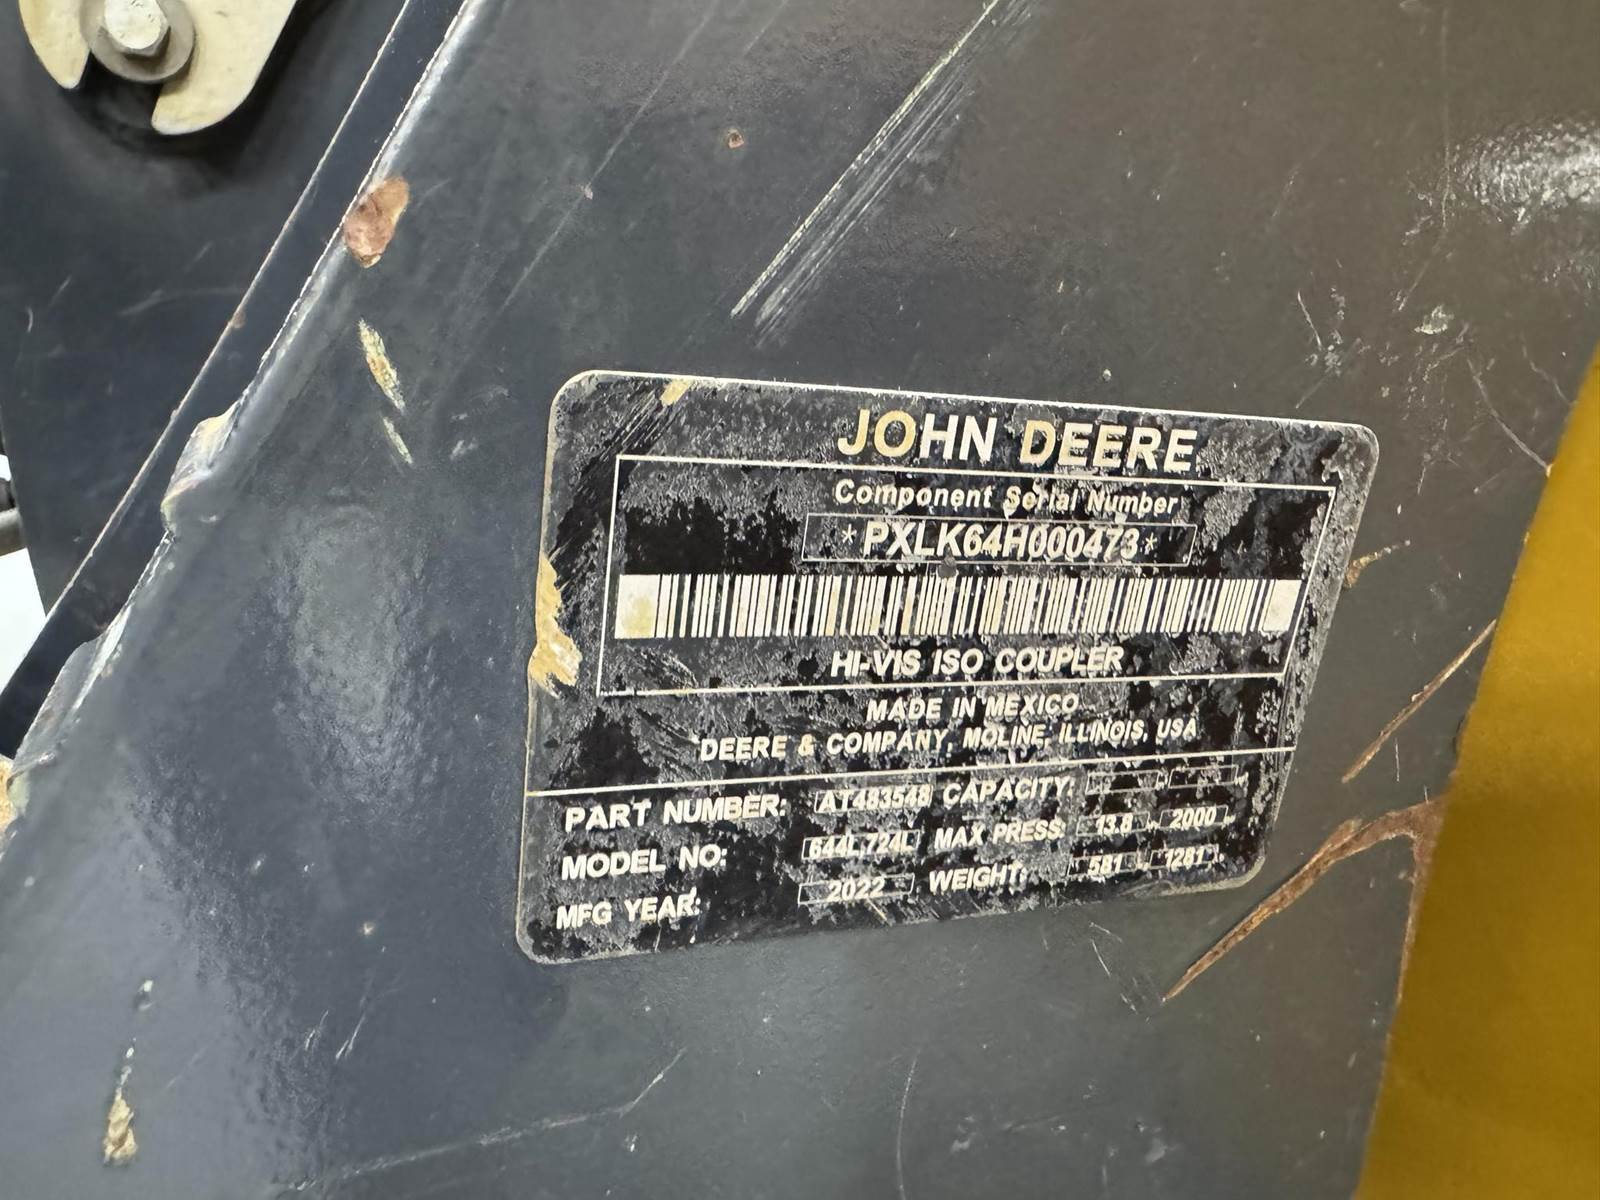 JOHN DEERE
Component Serial Number
*PXLK64H000473*
HI-VIS ISO COUPLER
MADE IN MEXICO
DEERE & COMPANY, MOLINE, ILLINOIS, USA
PART NUMBER: AT483548 CAPACITY:
MODEL NO: 644L,724L MAX PRESS: 13.8 2000
MFG YEAR: 2022 WEIGHT: 581 1281